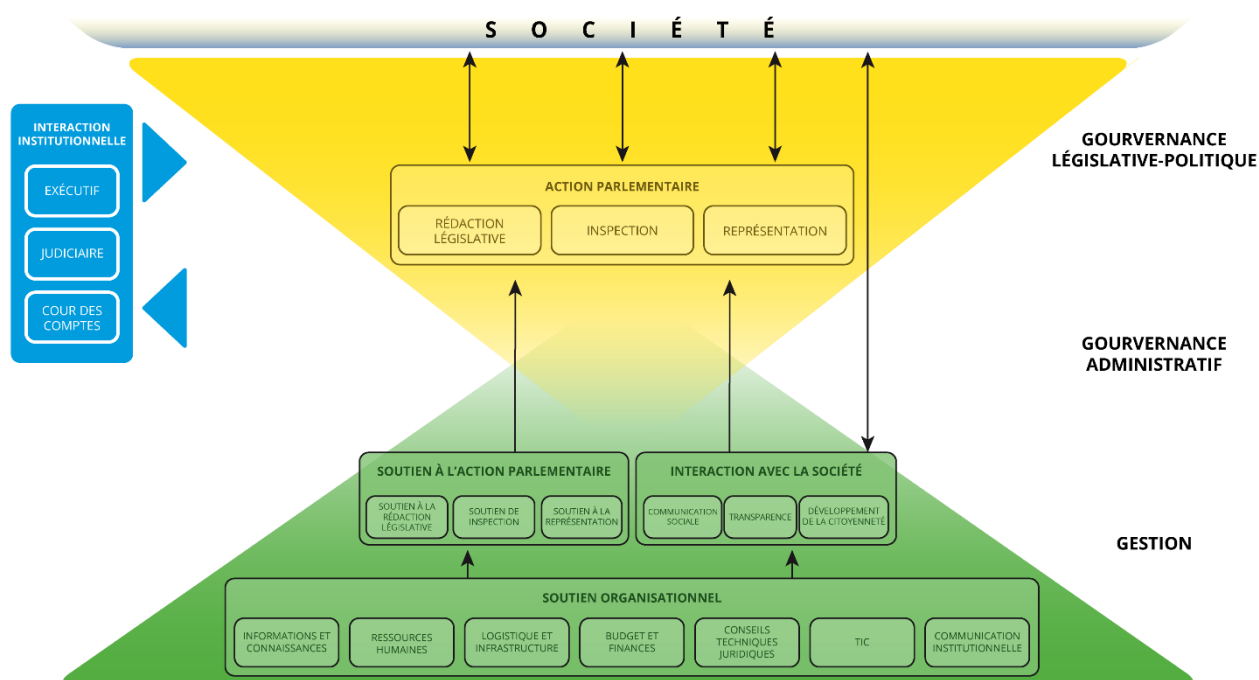 S O C I É T É
INTERACTION
INSTITUTIONNELLE
EXÉCUTIF
JUDICIAIRE
COUR DES
COMPTES
GOURVERNANCE
LÉGISLATIVE-POLITIQUE
ACTION PARLEMENTAIRE
RÉDACTION
LÉGISLATIVE
INSPECTION
REPRÉSENTATION
GOURVERNANCE
ADMINISTRATIF
SOUTIEN À L'ACTION PARLEMENTAIRE
SOUTIEN À LA
RÉDACTION
LÉGISLATIVE
SOUTIEN DE
INSPECTION
SOUTIEN À LA
REPRÉSENTATION
INTERACTION AVEC LA SOCIÉTÉ
COMMUNICATION
SOCIALE
TRANSPARENCE
DÉVELOPPEMENT
DE LA CITOYENNETÉ
GESTION
SOUTIEN ORGANISATIONNEL
INFORMATIONS ET
CONNAISSANCES
RESSOURCES
HUMAINES
LOGISTIQUE ET
INFRASTRUCTURE
BUDGET ET
FINANCES
CONSEILS
TECHNIQUES
JURIDIQUES
TIC
COMMUNICATION
INSTITUTIONNELLE